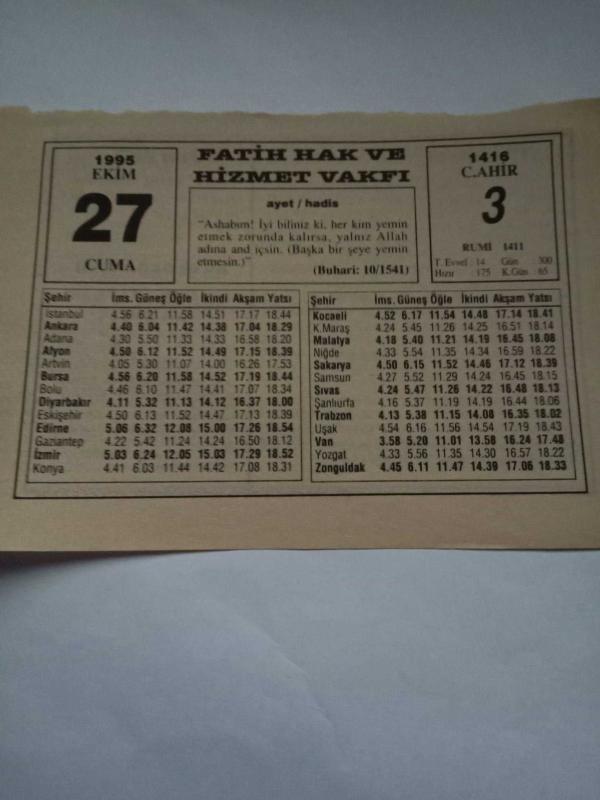 1995
EKİM
27
CUMA
FATİH HAK VE
HİZMET VAKFI
ayet / hadis
"Ashabım! İyi biliniz ki, her kim yemin
etmek zorunda kalırsa, yalnız Allah
adına and içsin. (Başka bir şeye yemin
etmesin.)"
(Buhari: 10/1541)
1416
C.AHİR
3
RUMİ 1411
T. Evvel : 14 Gün : 300
Hızır : 175 K.Gün : 65
Şehir İms. Güneş Öğle İkindi Akşam Yatsı
İstanbul 4.56 6.21 11.58 14.51 17.17 18.44
Ankara 4.40 6.04 11.42 14.38 17.04 18.29
Adana 4.30 5.50 11.33 14.33 16.58 18.20
Afyon 4.50 6.12 11.52 14.49 17.15 18.39
Artvin 4.05 5.30 11.07 14.00 16.26 17.53
Bursa 4.56 6.20 11.58 14.52 17.19 18.44
Bolu 4.46 6.10 11.47 14.41 17.07 18.34
Diyarbakır 4.11 5.32 11.13 14.12 16.37 18.00
Eskişehir 4.50 6.13 11.52 14.47 17.13 18.39
Edirne 5.06 6.32 12.08 15.00 17.26 18.54
Gaziantep 4.22 5.42 11.24 14.24 16.50 18.12
İzmir 5.03 6.24 12.05 15.03 17.29 18.52
Konya 4.41 6.03 11.44 14.42 17.08 18.31
Şehir İms. Güneş Öğle İkindi Akşam Yatsı
Kocaeli 4.52 6.17 11.54 14.48 17.14 18.41
K.Maraş 4.24 5.45 11.26 14.25 16.51 18.14
Malatya 4.18 5.40 11.21 14.19 16.45 18.08
Niğde 4.33 5.54 11.35 14.34 16.59 18.22
Sakarya 4.50 6.15 11.52 14.46 17.12 18.39
Samsun 4.27 5.52 11.29 14.24 16.45 18.15
Sıvas 4.24 5.47 11.26 14.22 16.48 18.13
Şanlıurfa 4.16 5.37 11.19 14.19 16.44 18.06
Trabzon 4.13 5.38 11.15 14.08 16.35 18.02
Uşak 4.54 6.16 11.56 14.54 17.19 18.43
Van 3.58 5.20 11.01 13.58 16.24 17.48
Yozgat 4.33 5.56 11.35 14.30 16.57 18.22
Zonguldak 4.45 6.11 11.47 14.39 17.06 18.33